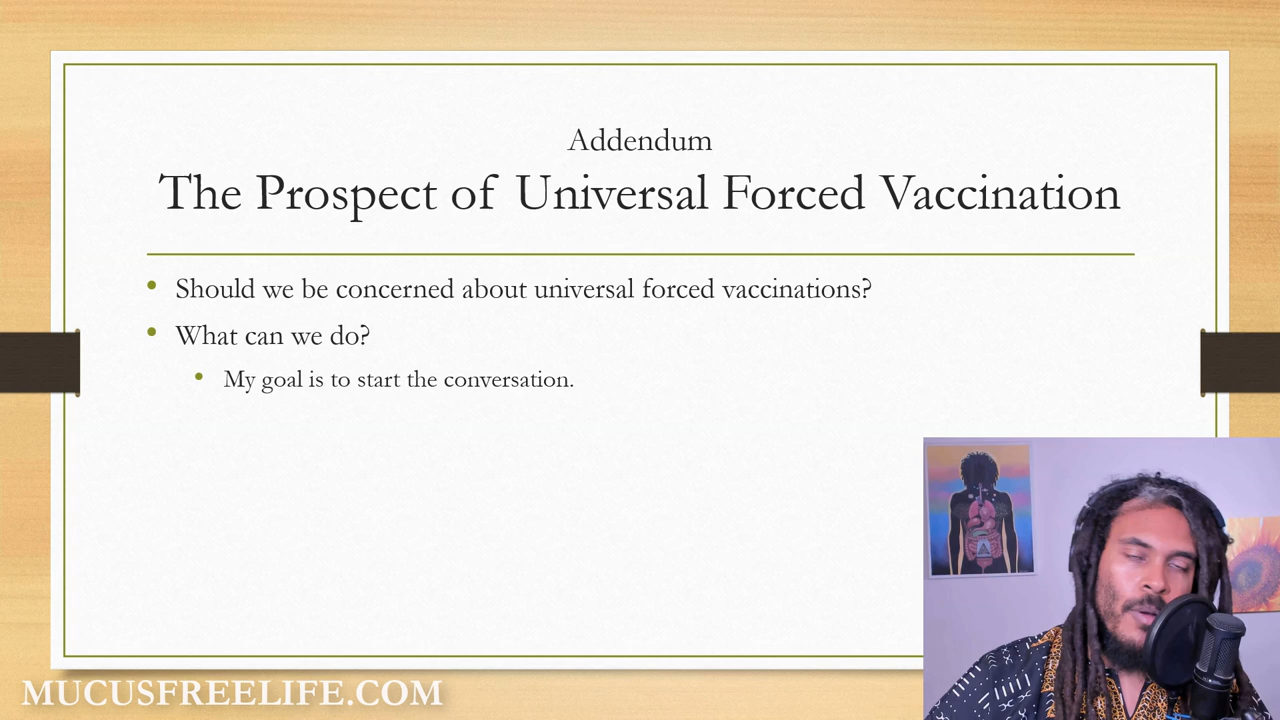 Addendum
The Prospect of Universal Forced Vaccination
Should we be concerned about universal forced vaccinations?
What can we do?
My goal is to start the conversation.
MUCUSFREELIFE.COM